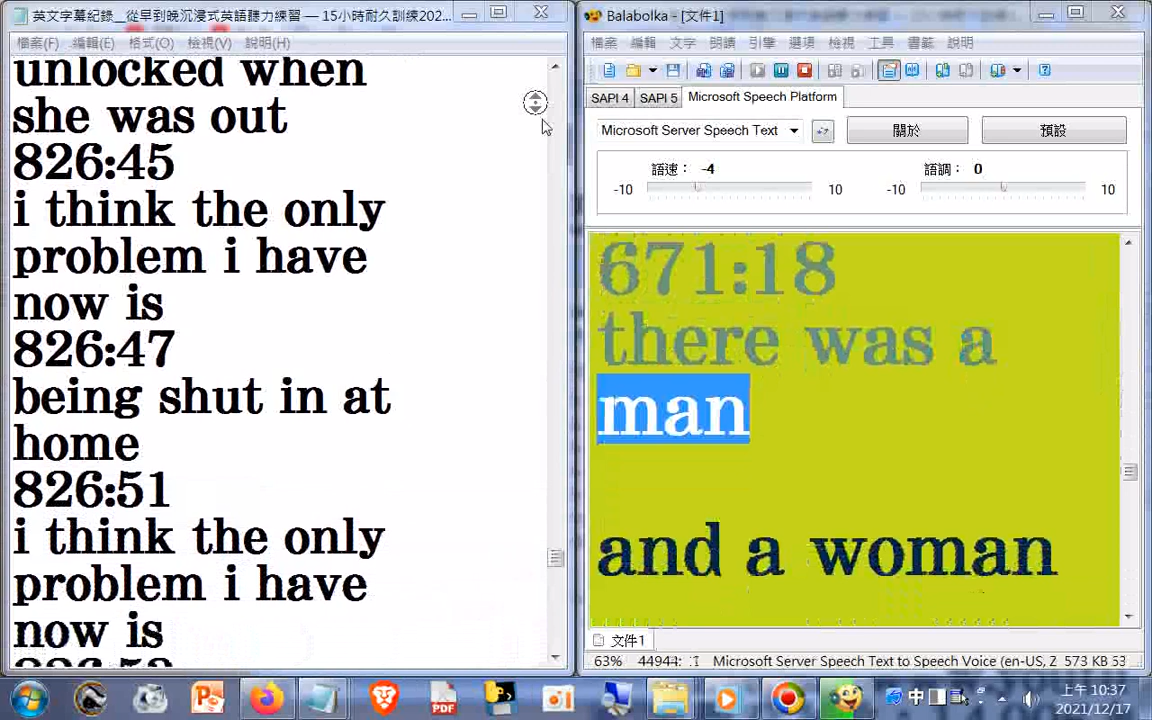 英文字幕紀錄__從早到晚沉浸式英語聽力練習 — 15小時耐久訓練202...
檔案(F) 編輯(E) 格式(O) 檢視(V) 說明(H)
unlocked when
she was out
826:45
i think the only
problem i have
now is
826:47
being shut in at
home
826:51
i think the only
problem i have
now is
Balabolka - [文件1]
檔案 編輯 文字 朗讀 引擎 選項 檢視 工具 書籤 說明
SAPI 4 SAPI 5 Microsoft Speech Platform
Microsoft Server Speech Text 關於 預設
語速： -4 語調： 0
-10 10 -10 10
671:18
there was a
man
and a woman
文件1
63% Microsoft Server Speech Text to Speech Voice (en-US, 2 573 KB 53
PDF 中 上午 10:37
2021/12/17